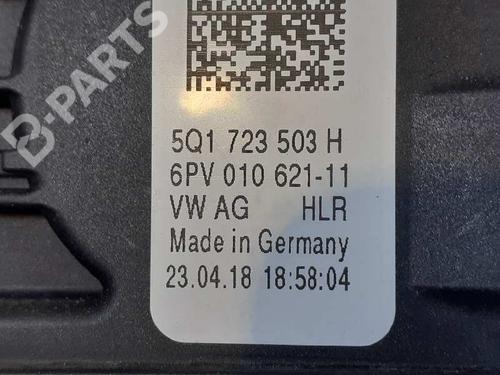 B-PARTS
5Q1 723 503 H
6PV 010 621-11
VW AG HLR
Made in Germany
23.04.18 18:58:04